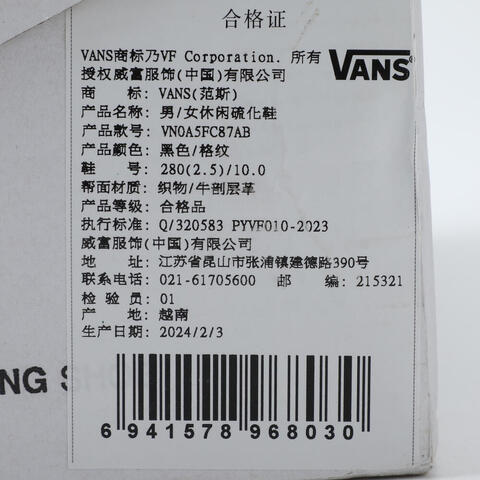 合格证
VANS商标乃VF Corporation. 所有
授权威富服饰(中国)有限公司
VANS
商 标: VANS(范斯)
产品名称: 男/女休闲硫化鞋
产品款号: VN0A5FC87AB
产品颜色: 黑色/格纹
鞋 号: 280(2.5)/10.0
帮面材质: 织物/牛剖层革
产品等级: 合格品
执行标准: Q/320583 PYVF010-2023
威富服饰(中国)有限公司
地 址: 江苏省昆山市张浦镇建德路390号
联系电话: 021-61705600 邮 编: 215321
检 验 员: 01
产 地: 越南
生产日期: 2024/2/3
6 941578 968030